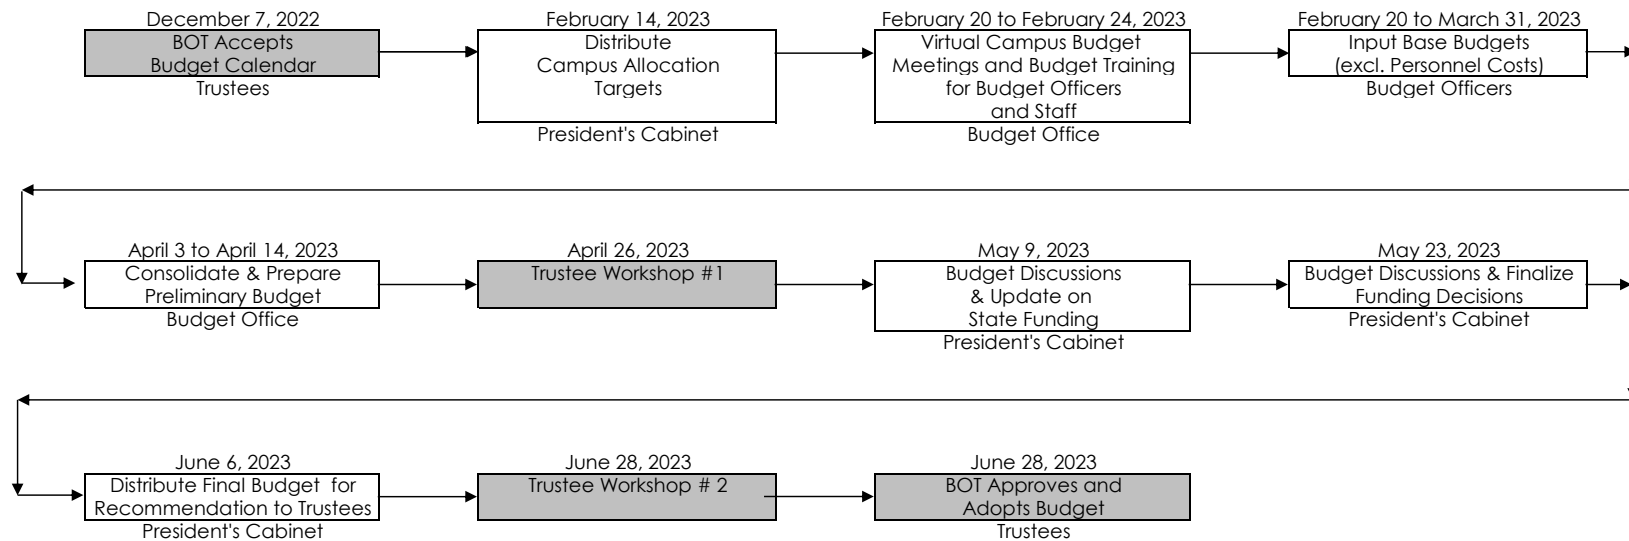 December 7, 2022
BOT Accepts
Budget Calendar
Trustees
February 14, 2023
Distribute
Campus Allocation
Targets
President's Cabinet
February 20 to February 24, 2023
Virtual Campus Budget
Meetings and Budget Training
for Budget Officers
and Staff
Budget Office
February 20 to March 31, 2023
Input Base Budgets
(excl. Personnel Costs)
Budget Officers
April 3 to April 14, 2023
Consolidate & Prepare
Preliminary Budget
Budget Office
April 26, 2023
Trustee Workshop #1
May 9, 2023
Budget Discussions
& Update on
State Funding
President's Cabinet
May 23, 2023
Budget Discussions & Finalize
Funding Decisions
President's Cabinet
June 6, 2023
Distribute Final Budget for
Recommendation to Trustees
President's Cabinet
June 28, 2023
Trustee Workshop # 2
June 28, 2023
BOT Approves and
Adopts Budget
Trustees